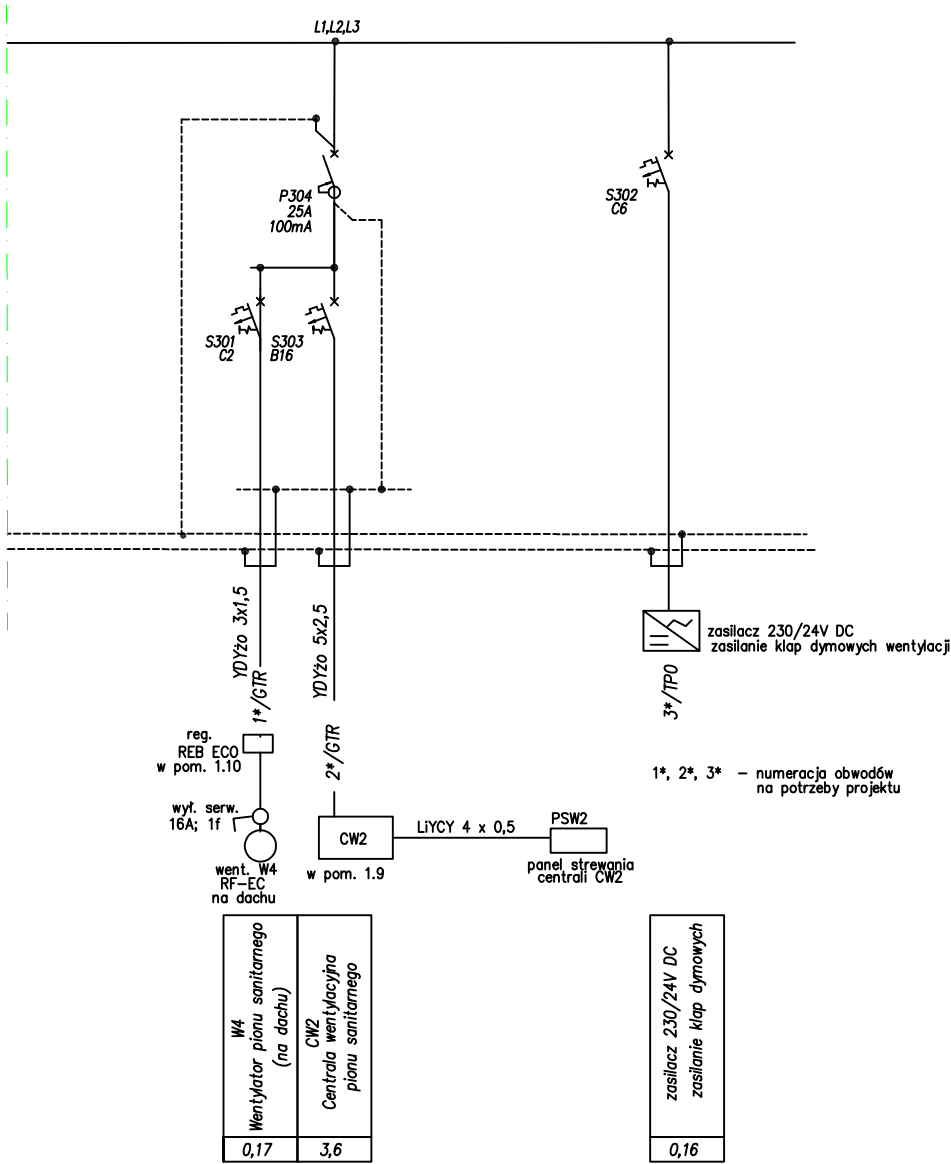 L1,L2,L3
P304
25A
100mA
S302
C6
S301
C2
S303
B16
YDYżo 3x1,5
1*/GTR
YDYżo 5x2,5
2*/GTR
3*/TPO
zasilacz 230/24V DC
zasilanie klap dymowych wentylacji
reg.
REB ECO
w pom. 1.10
1*, 2*, 3* – numeracja obwodów
na potrzeby projektu
wył. serw.
16A; 1f
went. W4
RF–EC
na dachu
CW2
w pom. 1.9
LiYCY 4 x 0,5
PSW2
panel strewania
centrali CW2
W4
Wentylator pionu sanitarnego
(na dachu)
0,17
CW2
Centrala wentylacyjna
pionu sanitarnego
3,6
zasilacz 230/24V DC
zasilanie klap dymowych
0,16